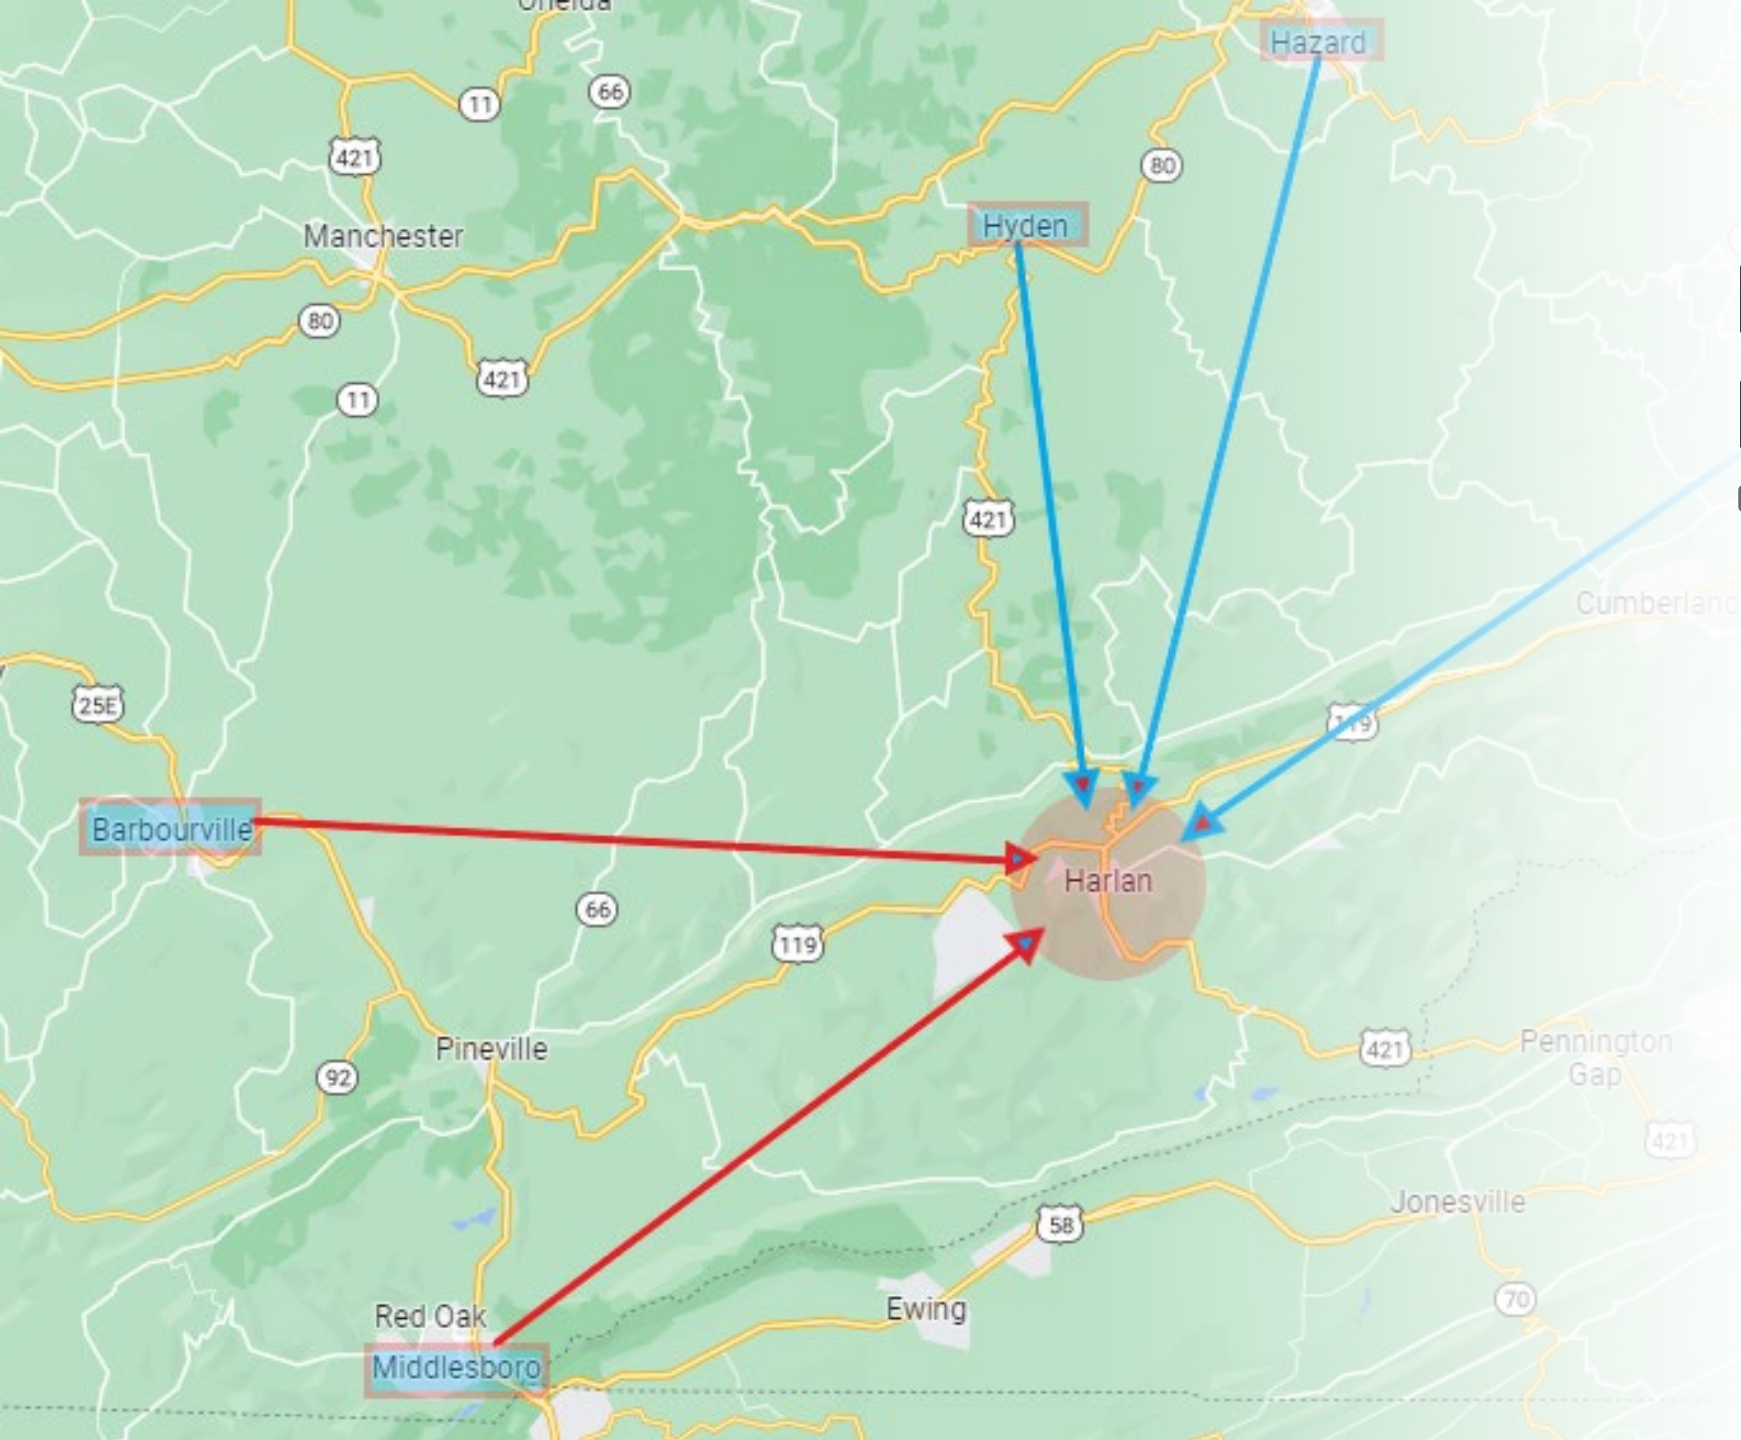 Oneida
Hazard
11
66
421
80
Hyden
Manchester
80
421
11
421
Cumberland
25E
119
Barbourville
Harlan
66
119
Pineville
421
Pennington
Gap
92
421
Jonesville
58
70
Red Oak
Ewing
Middlesboro